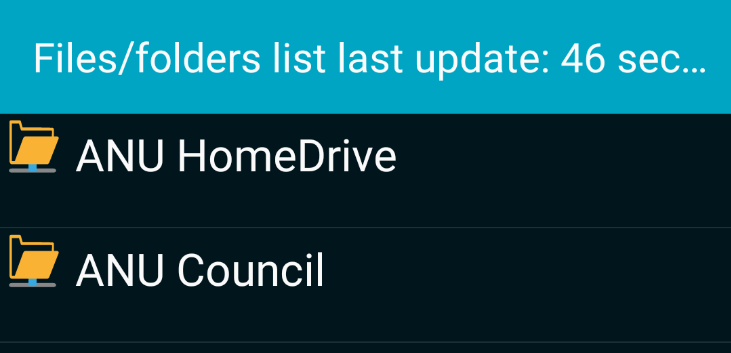 Files/folders list last update: 46 sec...
ANU HomeDrive
ANU Council